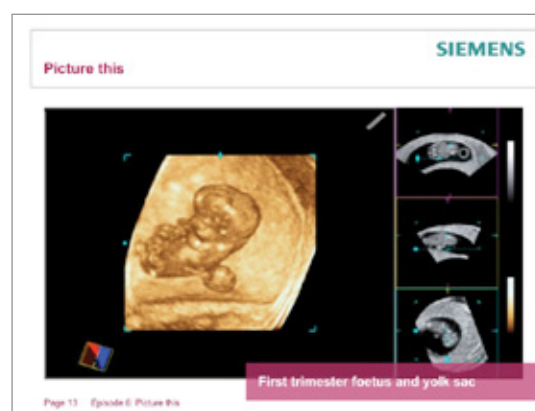 SIEMENS
Picture this
First trimester foetus and yolk sac
Page 13 Episode 6: Picture this